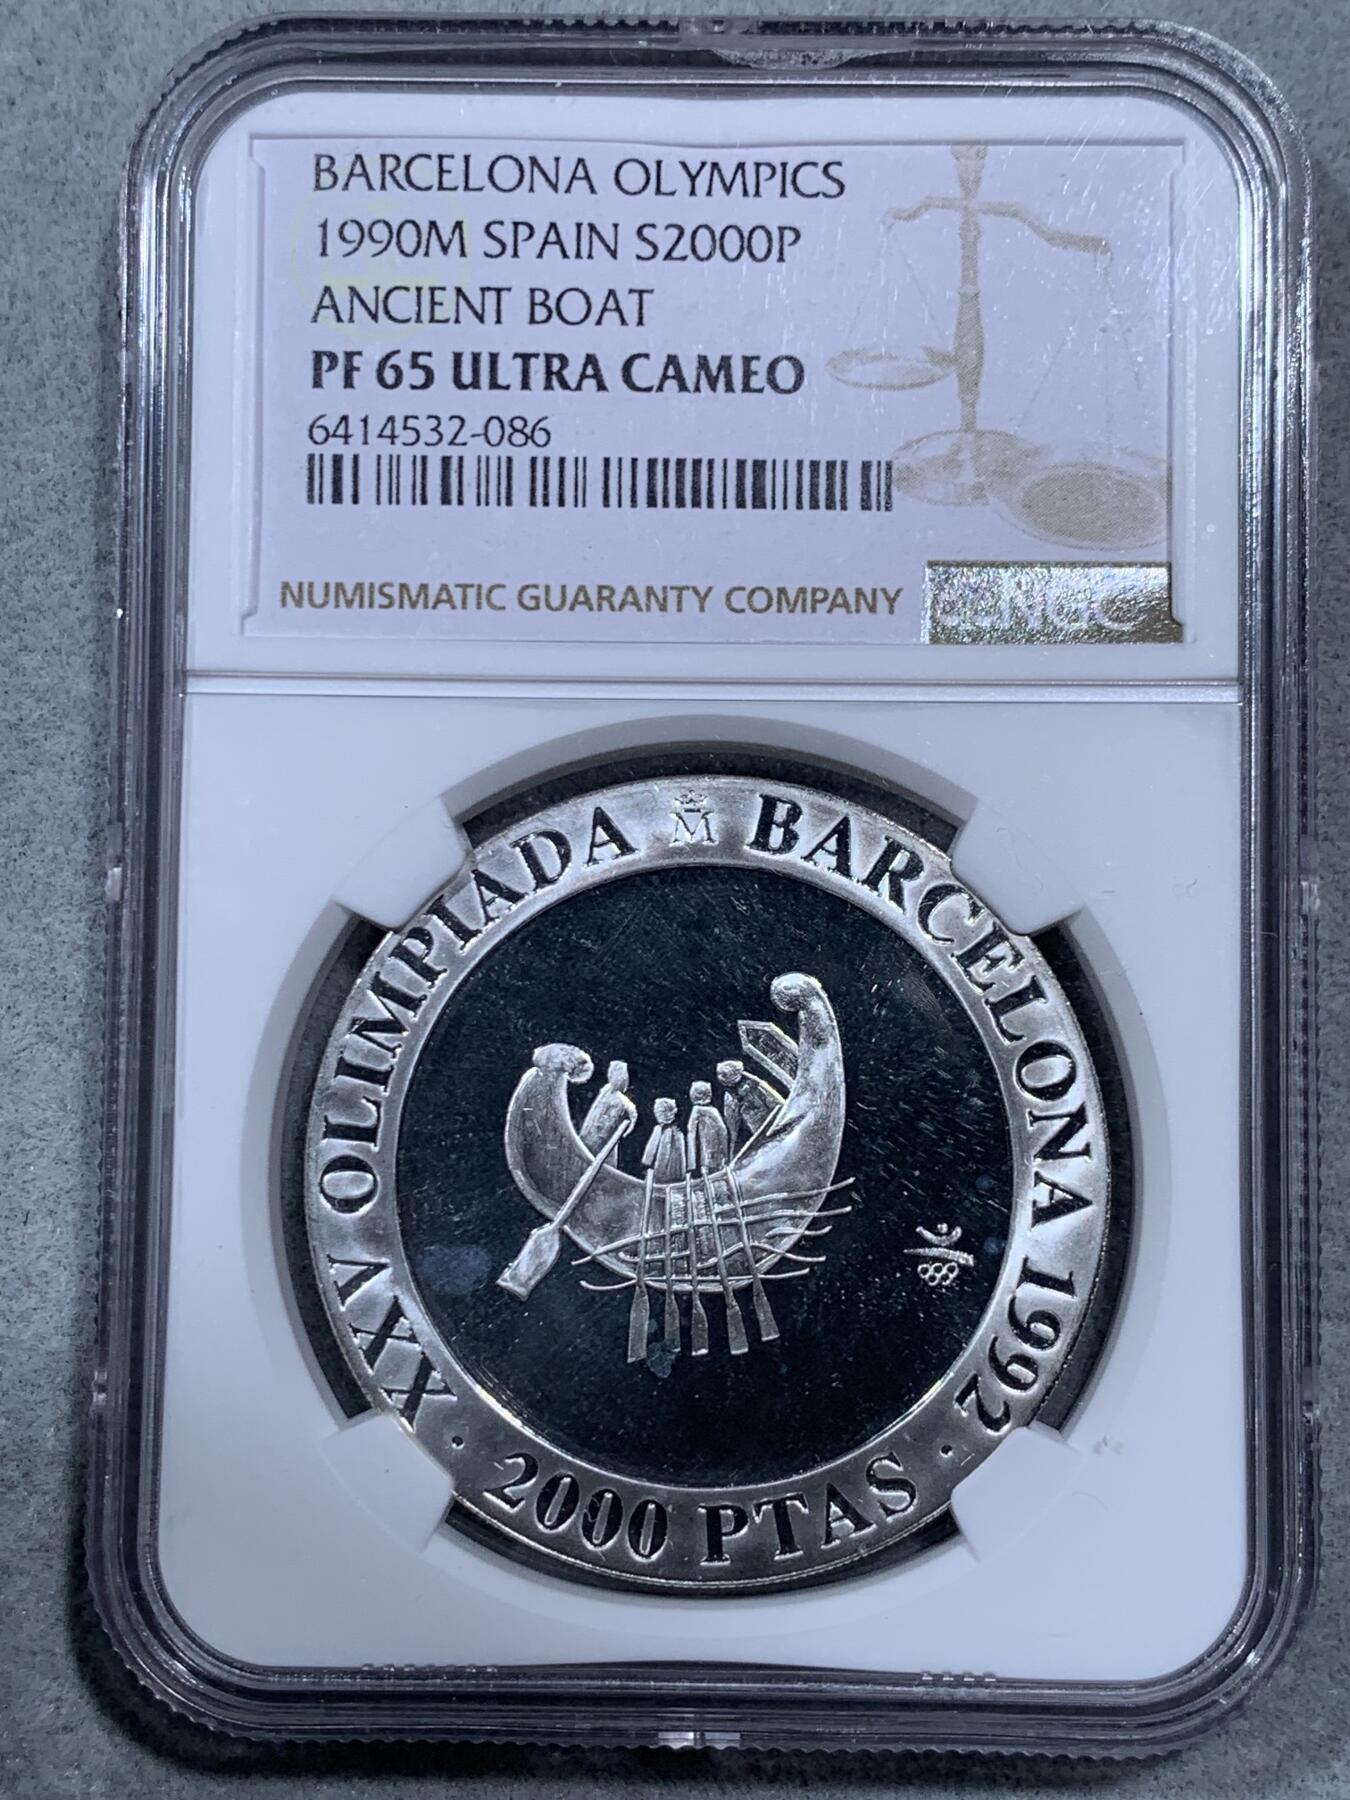 BARCELONA OLYMPICS
1990M SPAIN S2000P
ANCIENT BOAT
PF 65 ULTRA CAMEO
6414532-086
NUMISMATIC GUARANTY COMPANY
NGC
M
XXV OLIMPIADA
BARCELONA 1992
· 2000 PTAS ·